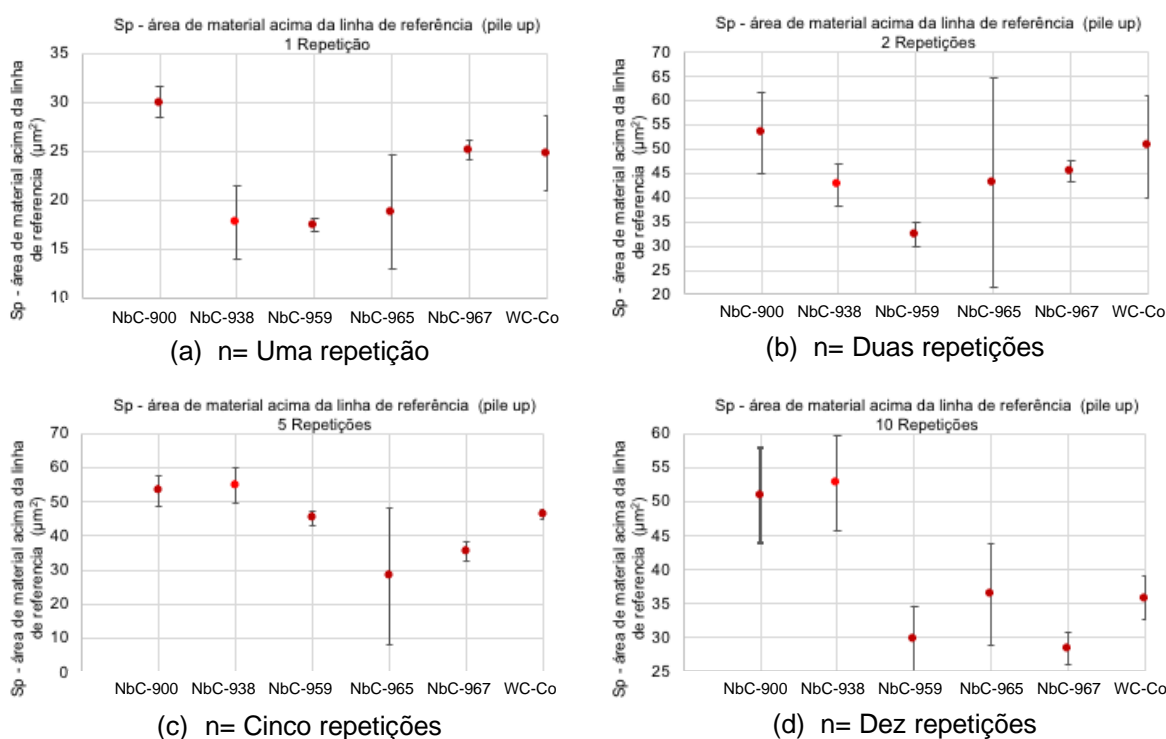 Sp - área de material acima da linha de referência (pile up)
1 Repetição
Sp - área de material acima da linha
de referencia (µm²)
35
30
25
20
15
10
NbC-900 NbC-938 NbC-959 NbC-965 NbC-967 WC-Co
(a) n= Uma repetição
Sp - área de material acima da linha de referência (pile up)
2 Repetições
Sp - área de material acima da linha
de referencia (µm²)
70
65
60
55
50
45
40
35
30
25
20
NbC-900 NbC-938 NbC-959 NbC-965 NbC-967 WC-Co
(b) n= Duas repetições
Sp - área de material acima da linha de referência (pile up)
5 Repetições
Sp - área de material acima da linha
de referencia (µm²)
70
60
50
40
30
20
10
0
NbC-900 NbC-938 NbC-959 NbC-965 NbC-967 WC-Co
(c) n= Cinco repetições
Sp - área de material acima da linha de referência (pile up)
10 Repetições
Sp - área de material acima da linha
de referencia (µm²)
60
55
50
45
40
35
30
25
NbC-900 NbC-938 NbC-959 NbC-965 NbC-967 WC-Co
(d) n= Dez repetições